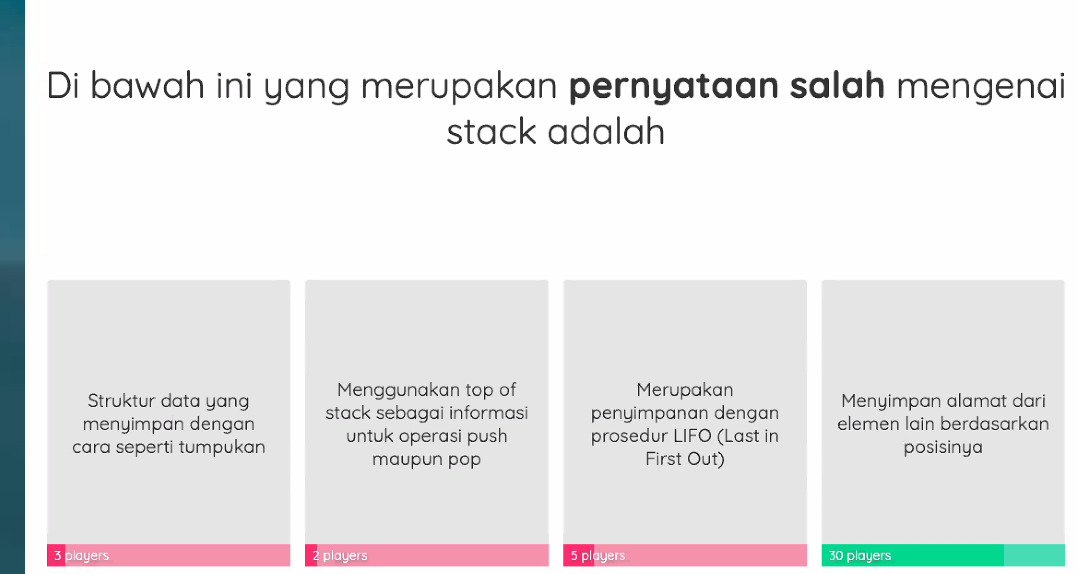 Di bawah ini yang merupakan pernyataan salah mengenai
stack adalah
Struktur data yang
menyimpan dengan
cara seperti tumpukan
3 players
Menggunakan top of
stack sebagai informasi
untuk operasi push
maupun pop
2 players
Merupakan
penyimpanan dengan
prosedur LIFO (Last in
First Out)
5 players
Menyimpan alamat dari
elemen lain berdasarkan
posisinya
30 players